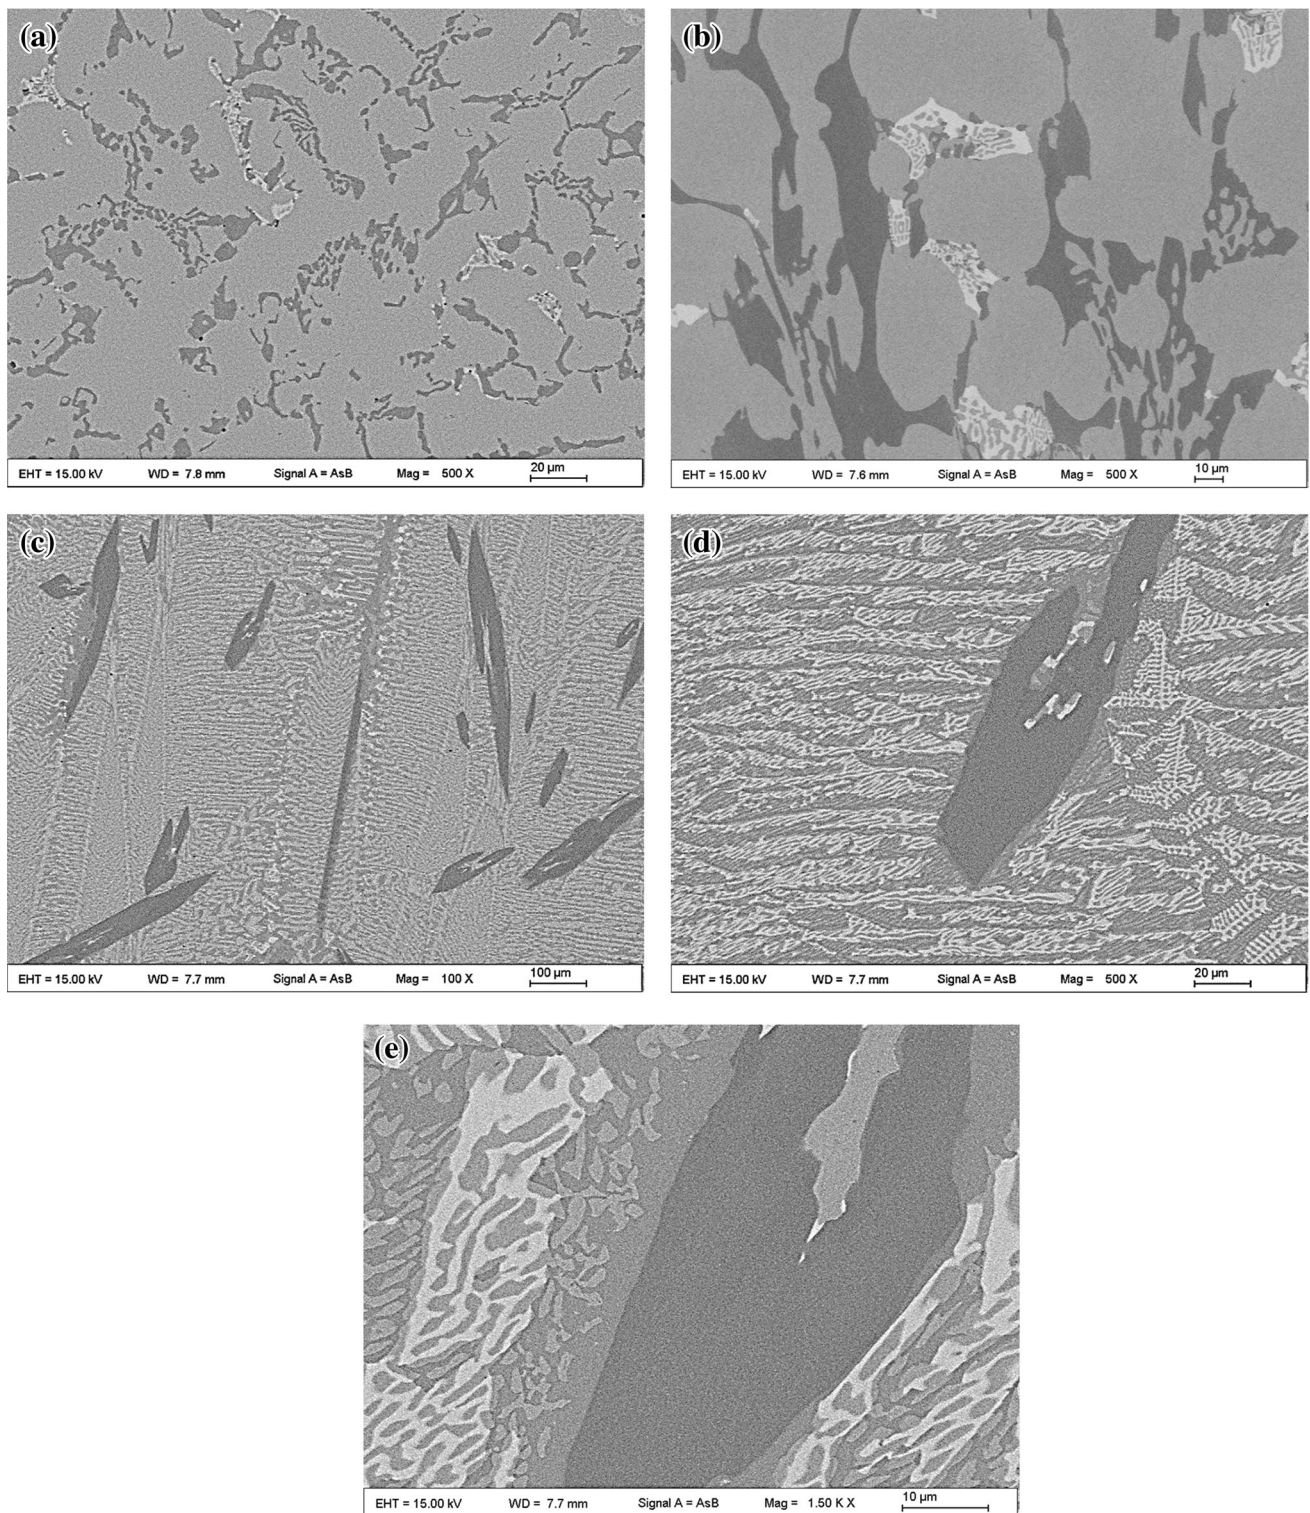 (a)
(b)
EHT = 15.00 kV WD = 7.8 mm Signal A = AsB Mag = 500 X 20 µm
EHT = 15.00 kV WD = 7.6 mm Signal A = AsB Mag = 500 X 10 µm
(c)
(d)
EHT = 15.00 kV WD = 7.7 mm Signal A = AsB Mag = 100 X 100 µm
EHT = 15.00 kV WD = 7.7 mm Signal A = AsB Mag = 500 X 20 µm
(e)
EHT = 15.00 kV WD = 7.7 mm Signal A = AsB Mag = 1.50 K X 10 µm